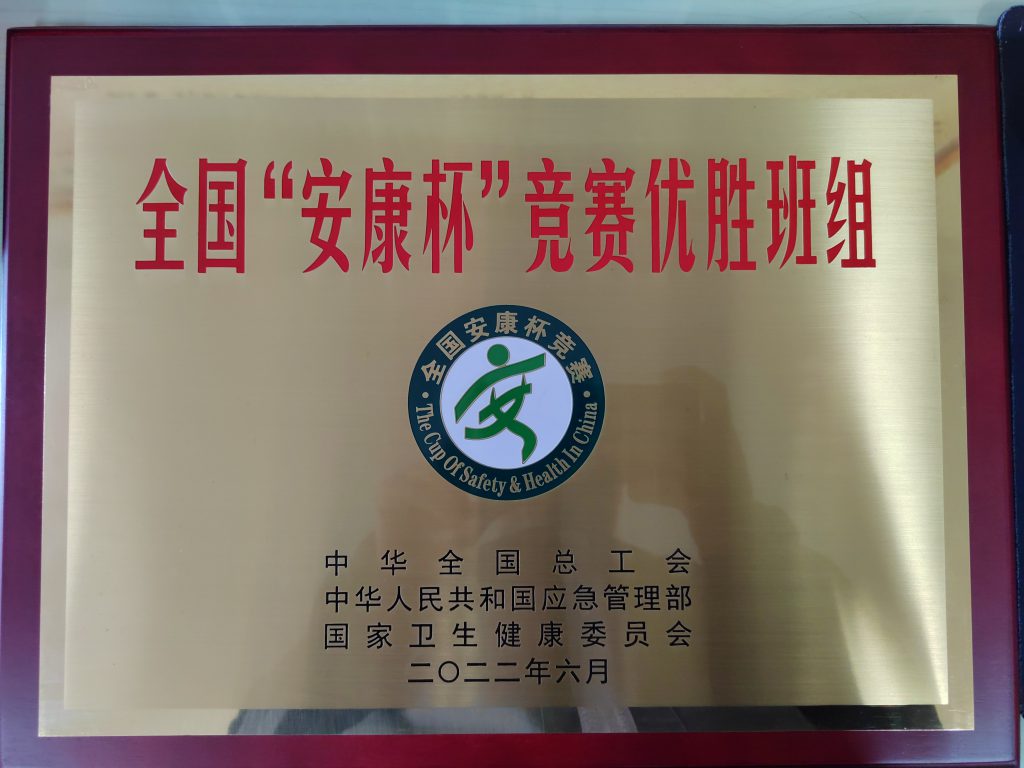 全国“安康杯”竞赛优胜班组
全国安康杯竞赛
· The Cup Of Safety & Health In China ·
中华全国总工会
中华人民共和国应急管理部
国家卫生健康委员会
二〇二二年六月